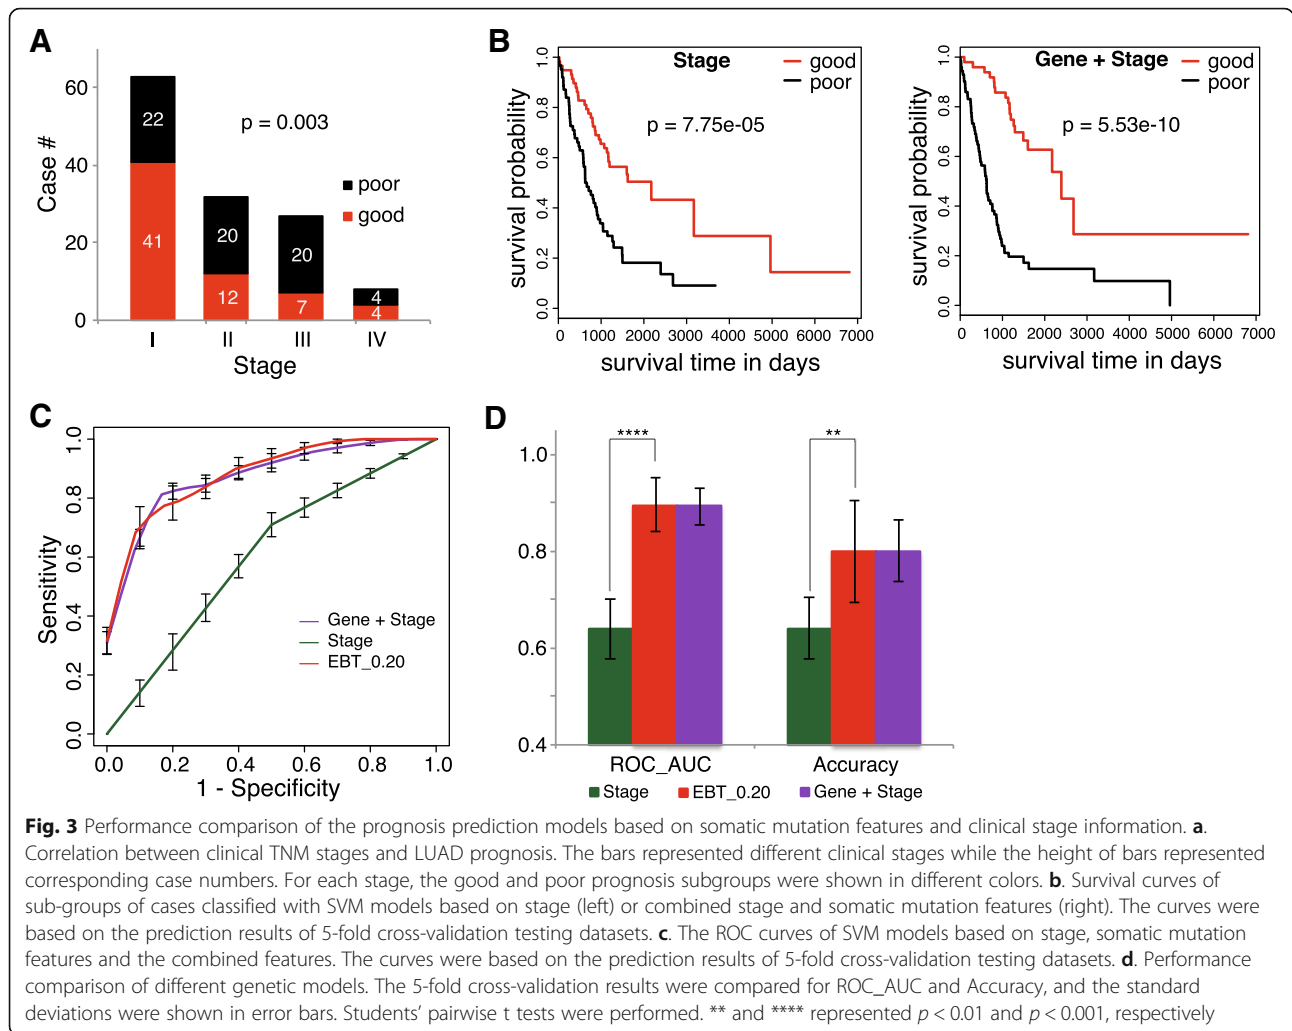 A
Case #
60
40
20
0
22
41
20
12
20
7
4
4
p = 0.003
poor
good
I II III IV
Stage
B
survival probability
1.0
0.8
0.6
0.4
0.2
0.0
Stage
good
poor
p = 7.75e-05
0 1000 2000 3000 4000 5000 6000 7000
survival time in days
survival probability
1.0
0.8
0.6
0.4
0.2
0.0
Gene + Stage
good
poor
p = 5.53e-10
0 1000 2000 3000 4000 5000 6000 7000
survival time in days
C
Sensitivity
1.0
0.8
0.6
0.4
0.2
0.0
Gene + Stage
Stage
EBT_0.20
0.0 0.2 0.4 0.6 0.8 1.0
1 - Specificity
D
1.0
0.8
0.6
0.4
****
**
ROC_AUC Accuracy
Stage EBT_0.20 Gene + Stage
Fig. 3 Performance comparison of the prognosis prediction models based on somatic mutation features and clinical stage information. a.
Correlation between clinical TNM stages and LUAD prognosis. The bars represented different clinical stages while the height of bars represented
corresponding case numbers. For each stage, the good and poor prognosis subgroups were shown in different colors. b. Survival curves of
sub-groups of cases classified with SVM models based on stage (left) or combined stage and somatic mutation features (right). The curves were
based on the prediction results of 5-fold cross-validation testing datasets. c. The ROC curves of SVM models based on stage, somatic mutation
features and the combined features. The curves were based on the prediction results of 5-fold cross-validation testing datasets. d. Performance
comparison of different genetic models. The 5-fold cross-validation results were compared for ROC_AUC and Accuracy, and the standard
deviations were shown in error bars. Students' pairwise t tests were performed. ** and **** represented p < 0.01 and p < 0.001, respectively